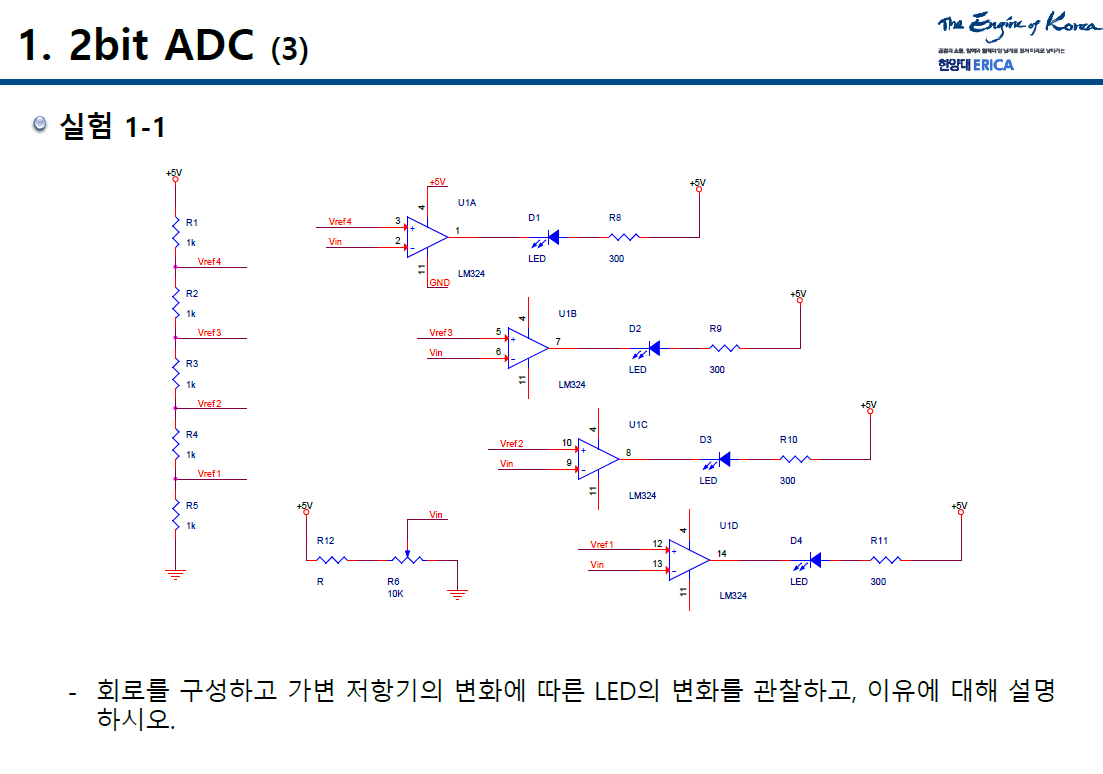 1. 2bit ADC (3)
The Engine of Korea
한양대 ERICA
실험 1-1
+5V
R1
1k
Vref4
R2
1k
Vref3
R3
1k
Vref2
R4
1k
Vref1
R5
1k
+5V
Vref4
Vin
3
2
+
-
4
11
1
U1A
LM324
GND
D1
LED
R8
300
+5V
Vref3
Vin
5
6
+
-
4
11
7
U1B
LM324
D2
LED
R9
300
+5V
Vref2
Vin
10
9
+
-
4
11
8
U1C
LM324
D3
LED
R10
300
+5V
Vref1
Vin
12
13
+
-
4
11
14
U1D
LM324
D4
LED
R11
300
+5V
+5V
R12
R
Vin
R6
10K
- 회로를 구성하고 가변 저항기의 변화에 따른 LED의 변화를 관찰하고, 이유에 대해 설명
하시오.